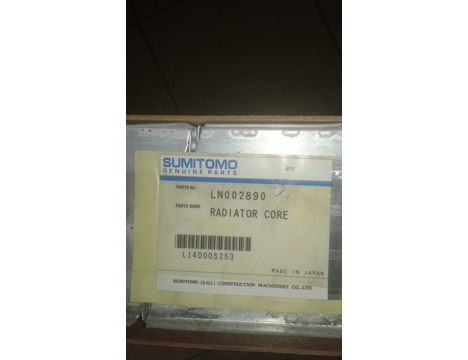 SUMITOMO
GENUINE PARTS
QTY
PARTS No. LN002890
PARTS NAME RADIATOR CORE
L14D005253
MADE IN JAPAN
SUMITOMO (S.H.I.) CONSTRUCTION MACHINERY CO., LTD.